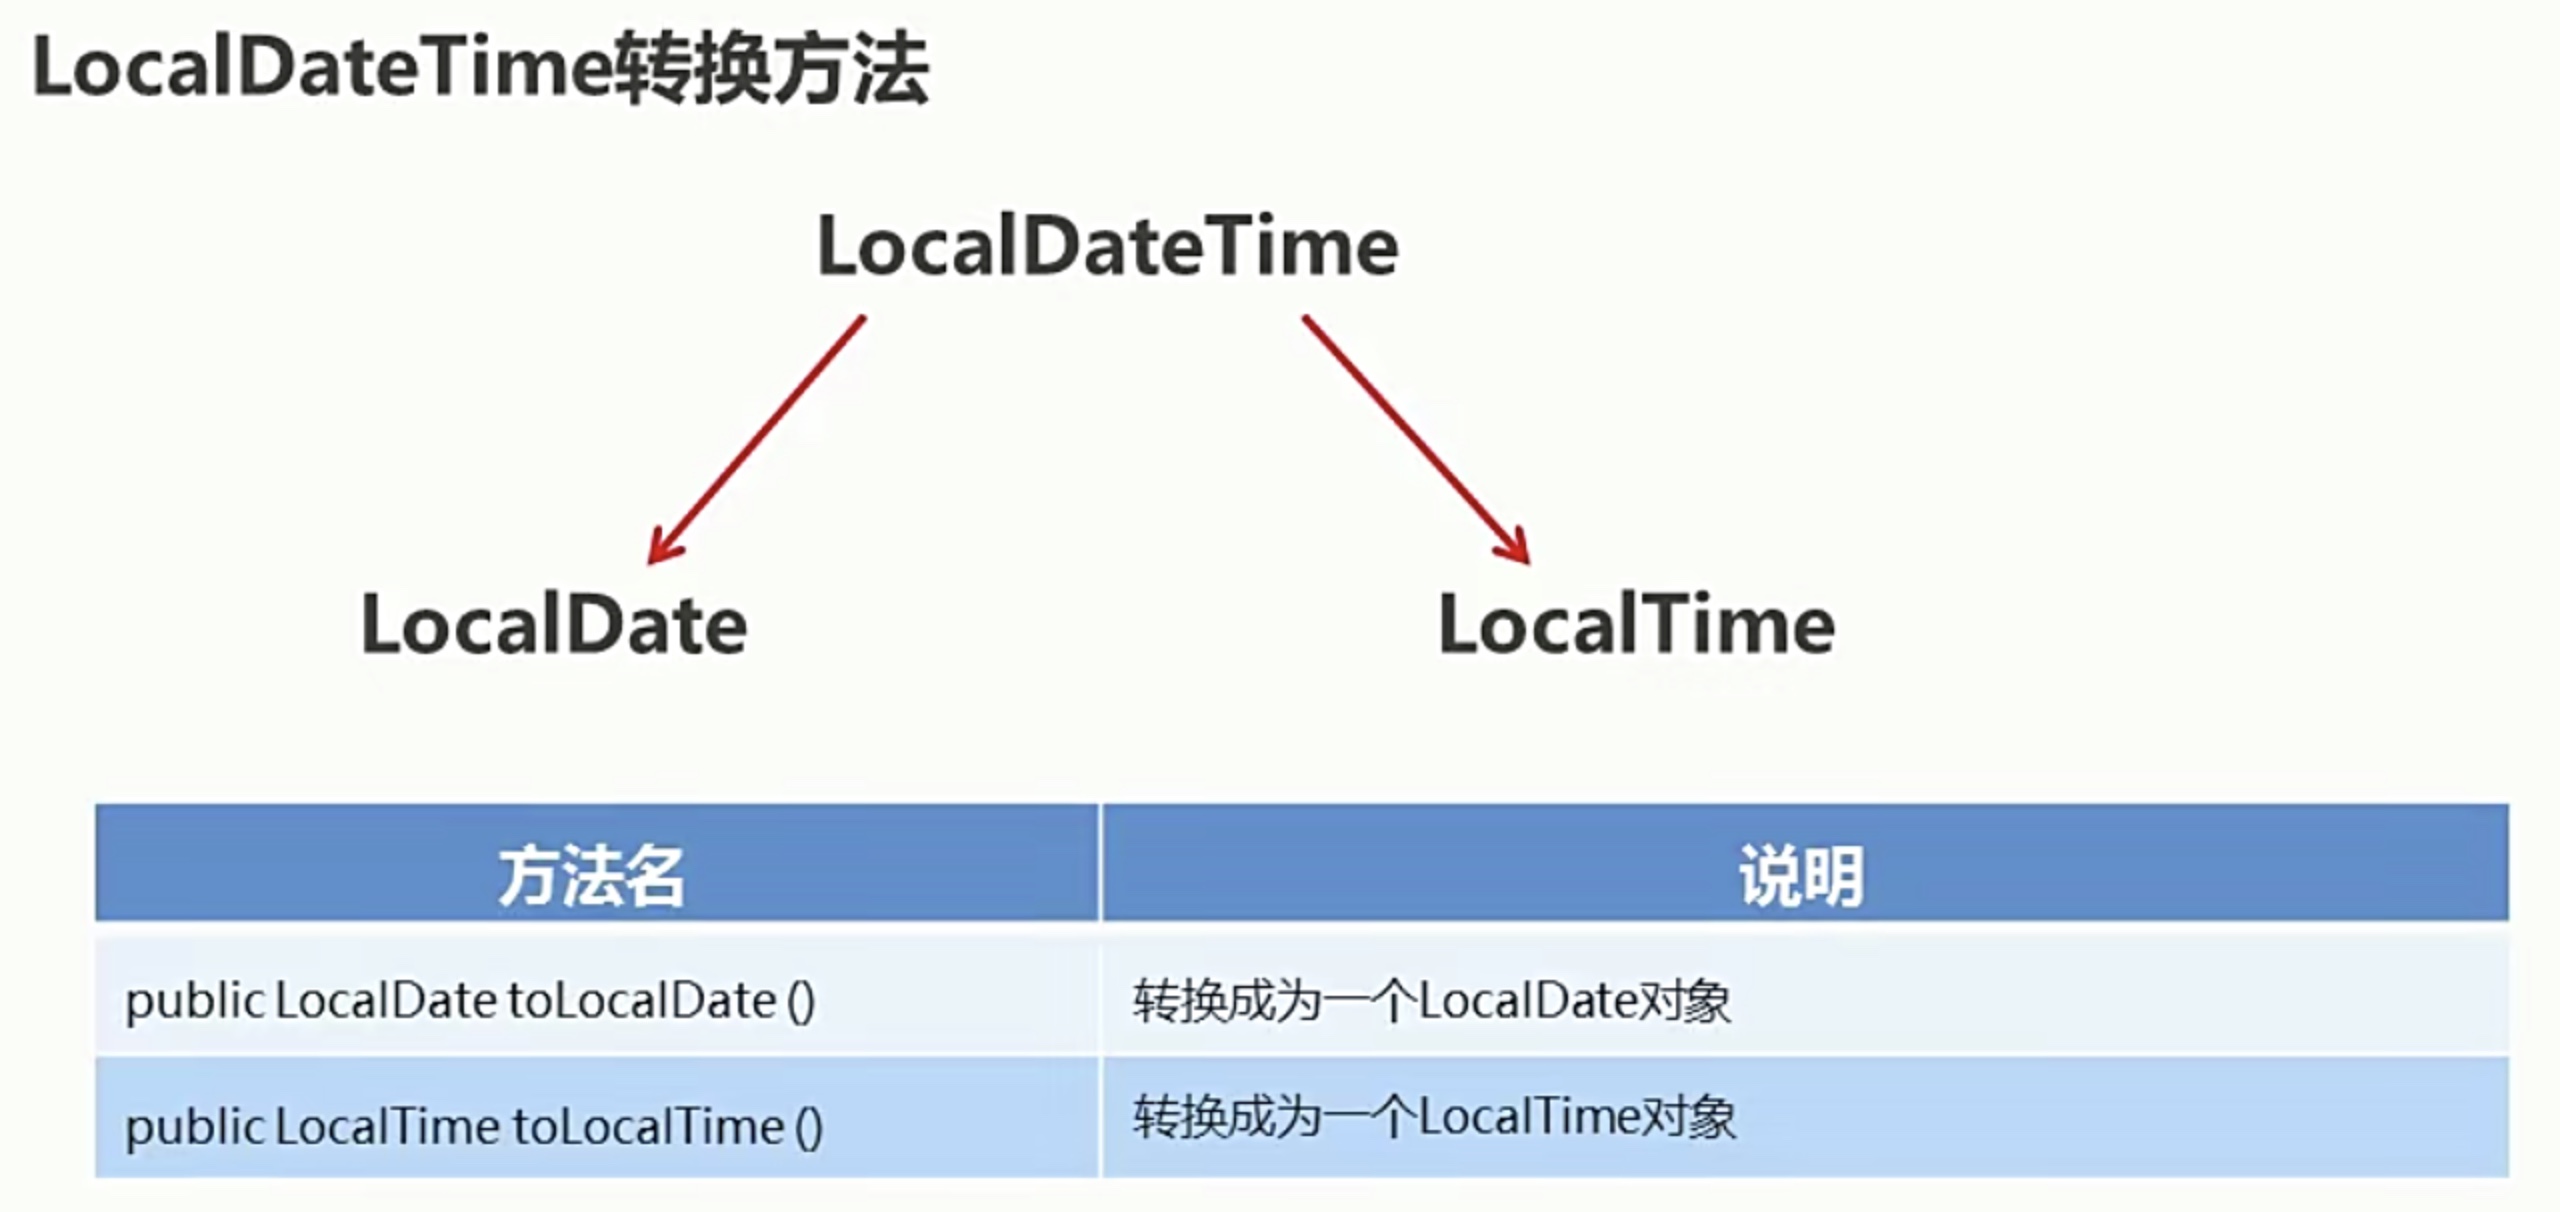 LocalDateTime转换方法
LocalDateTime
LocalDate LocalTime
方法名 说明
public LocalDate toLocalDate () 转换成为一个LocalDate对象
public LocalTime toLocalTime () 转换成为一个LocalTime对象